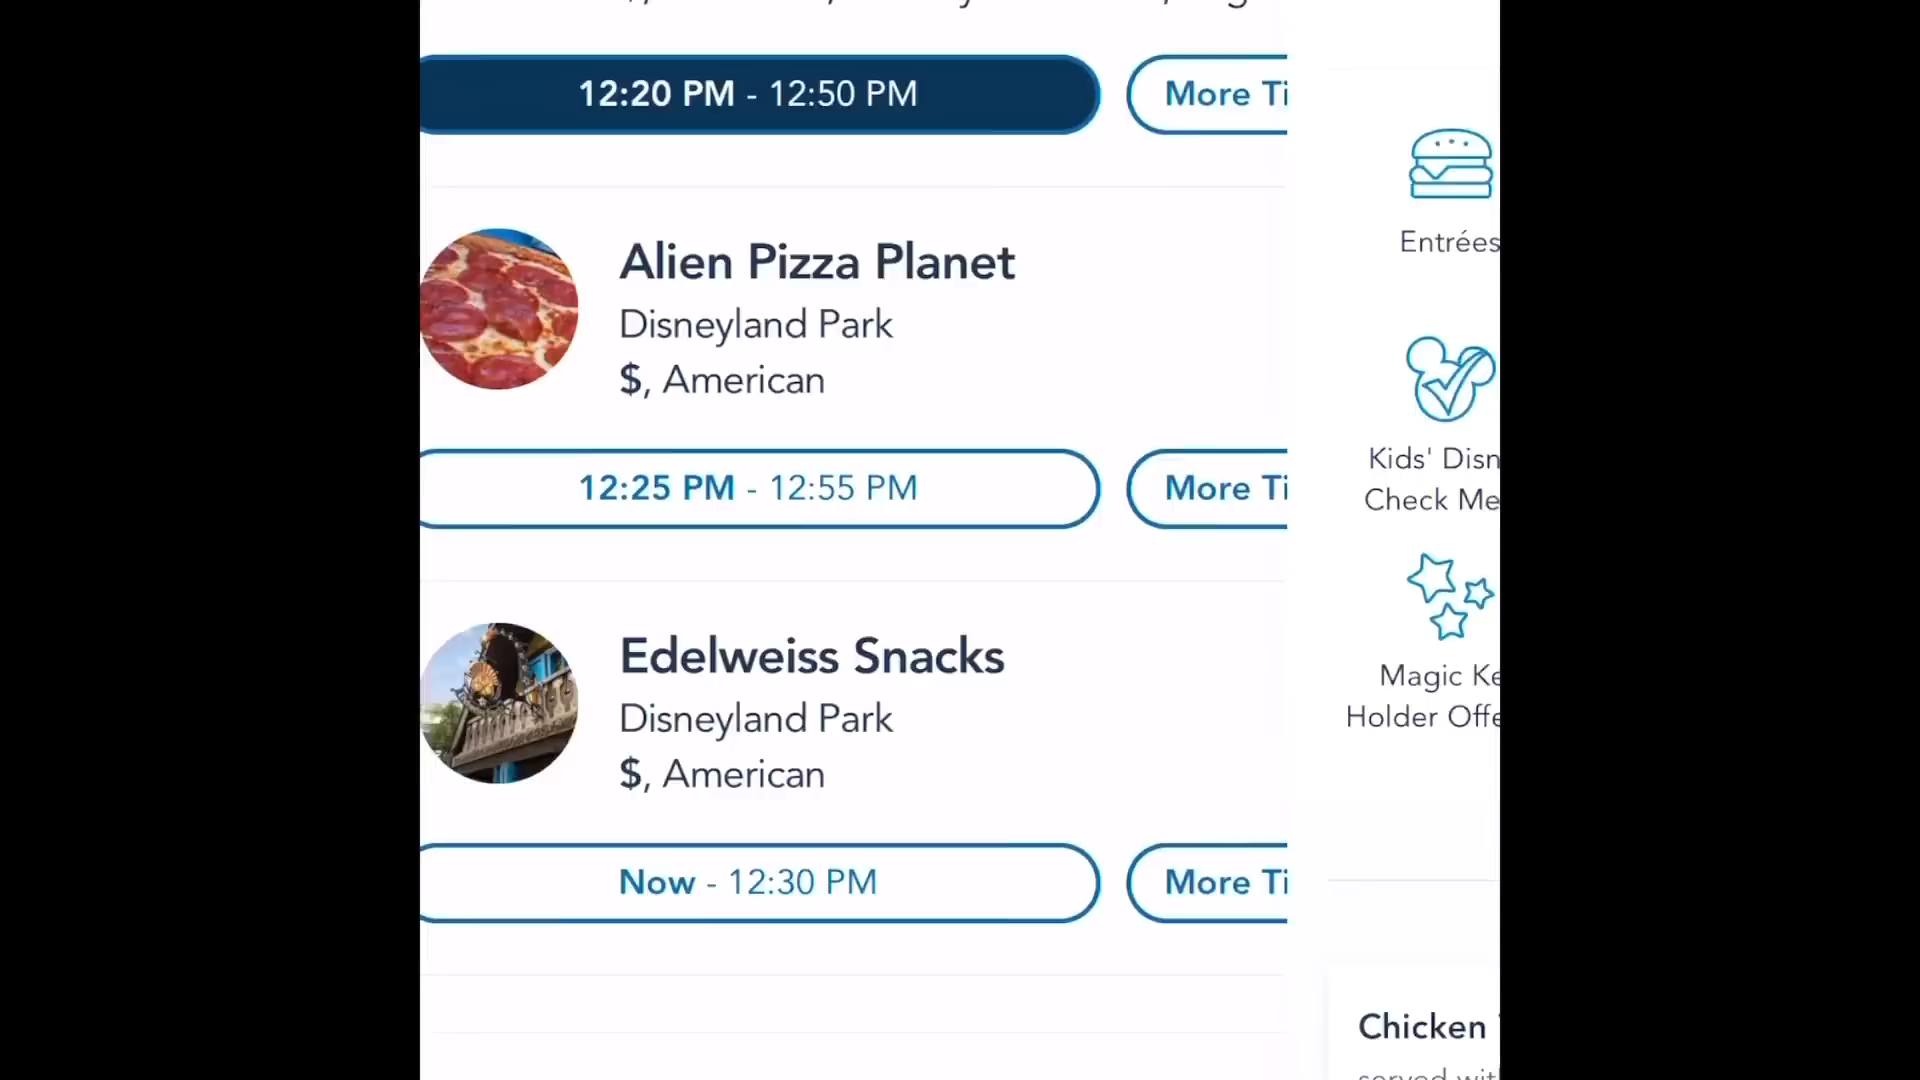 12:20 PM - 12:50 PM
More Ti
Alien Pizza Planet
Disneyland Park
$, American
12:25 PM - 12:55 PM
More Ti
Edelweiss Snacks
Disneyland Park
$, American
Now - 12:30 PM
More Ti
Entrées
Kids' Disn
Check Me
Magic Ke
Holder Offe
Chicken
served with